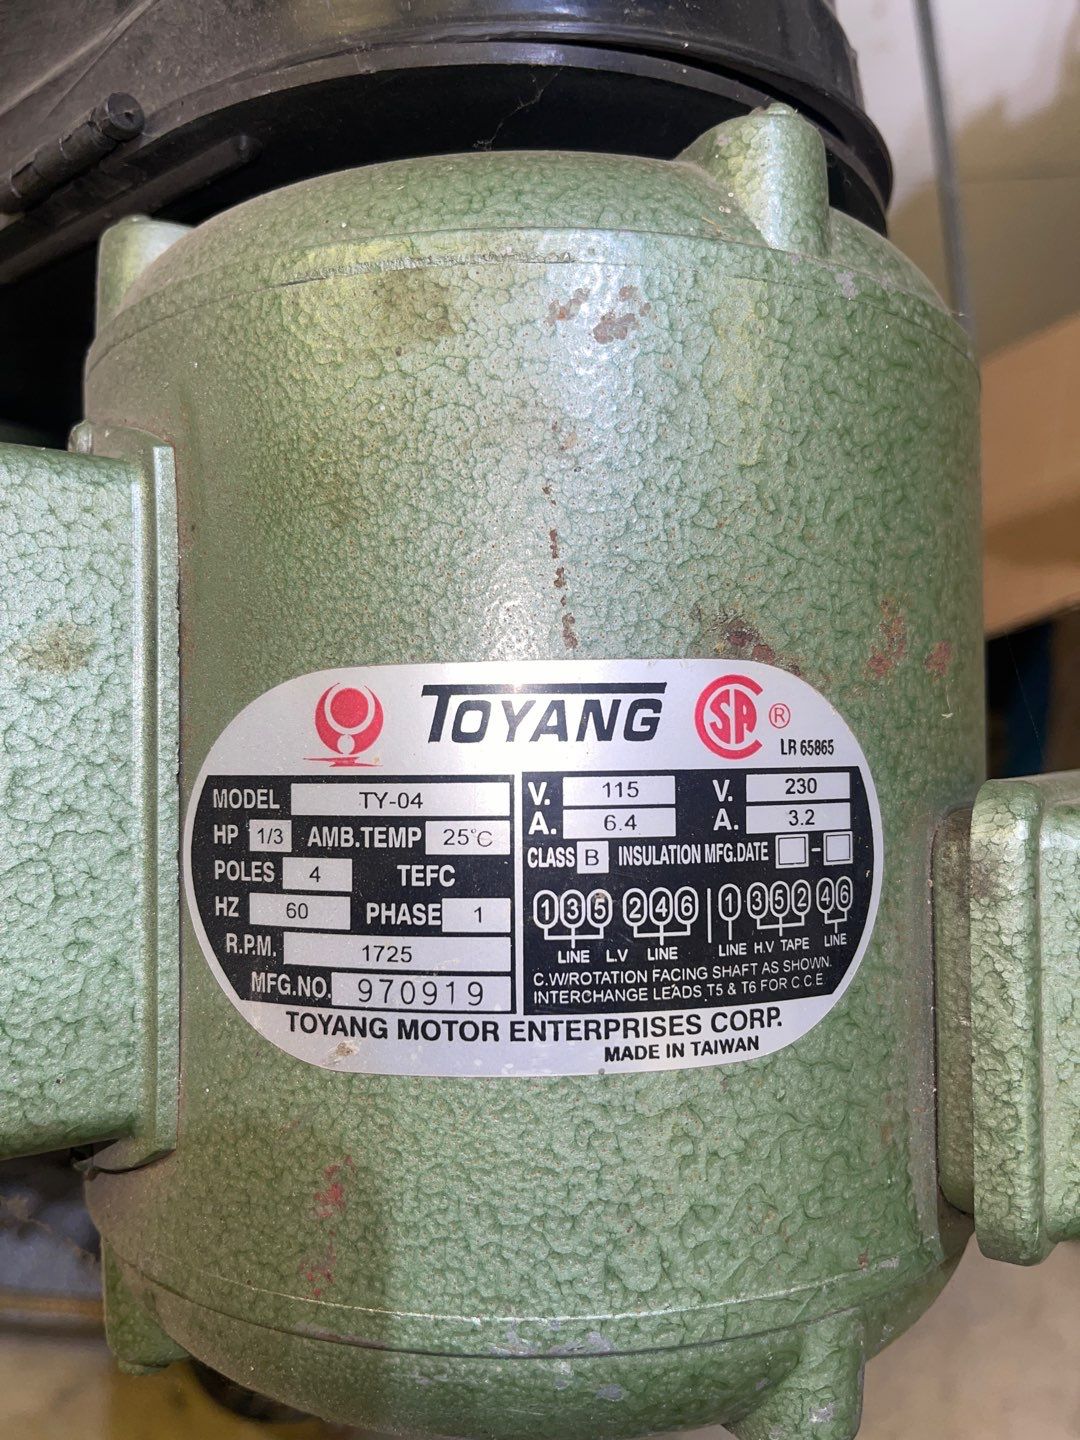 TOYANG
SA ®
LR 65865
MODEL TY-04
HP 1/3 AMB.TEMP 25°C
POLES 4 TEFC
HZ 60 PHASE 1
R.P.M. 1725
MFG.NO. 970919
V. 115 V. 230
A. 6.4 A. 3.2
CLASS B INSULATION MFG.DATE -
1 3 5 2 4 6 1 3 5 2 4 6
LINE L.V LINE LINE H.V TAPE LINE
C.W/ROTATION FACING SHAFT AS SHOWN.
INTERCHANGE LEADS T5 & T6 FOR C.C.E.
TOYANG MOTOR ENTERPRISES CORP.
MADE IN TAIWAN